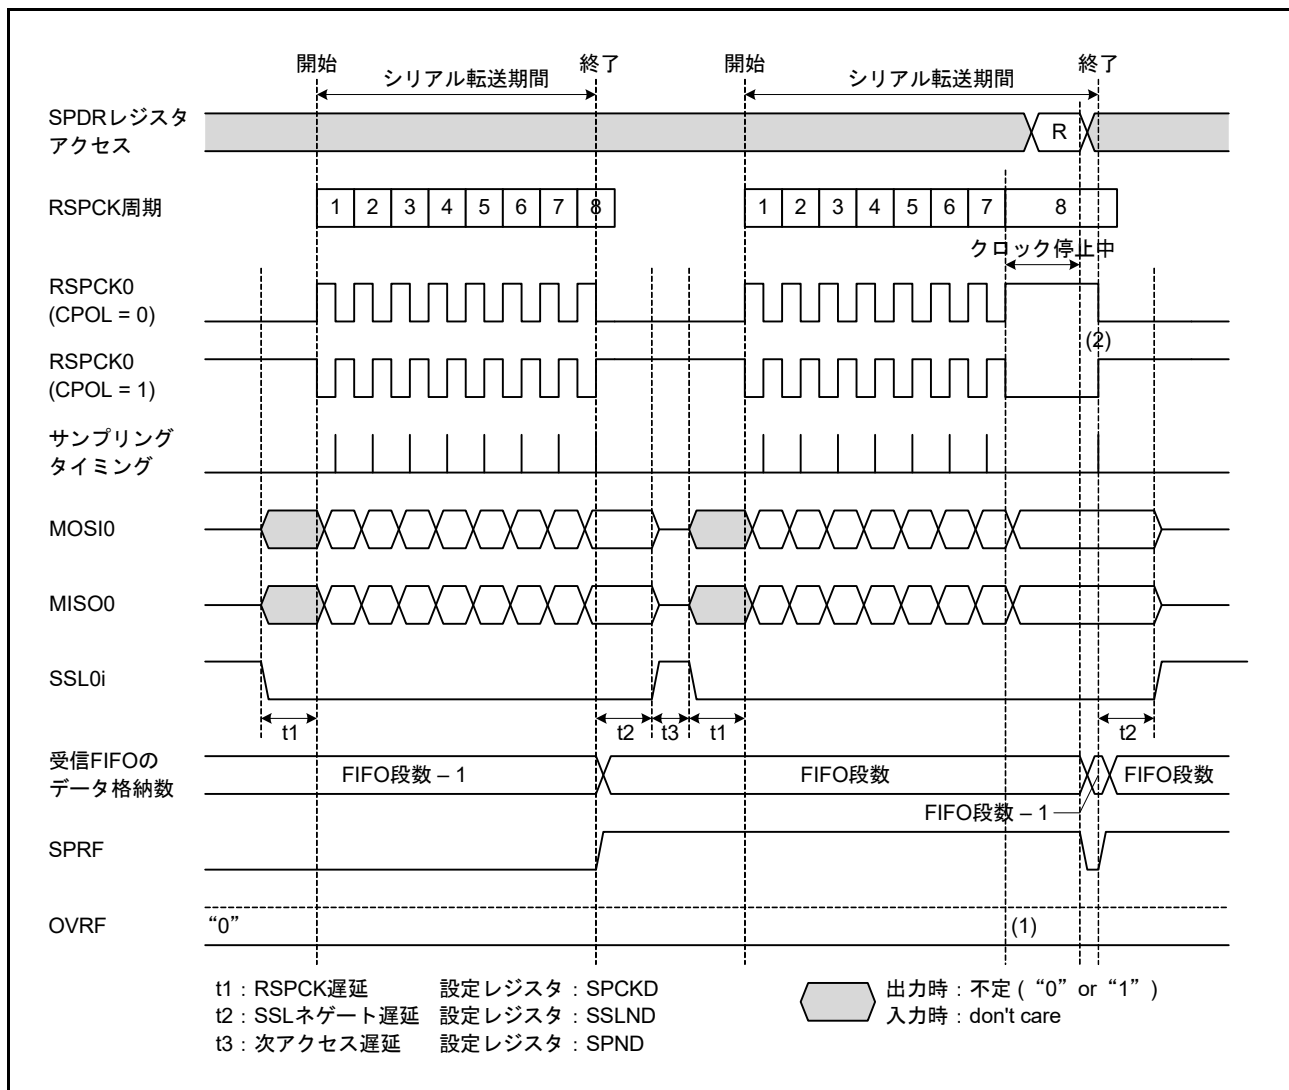 開始 シリアル転送期間 終了 開始 シリアル転送期間 終了
SPDRレジスタ
アクセス
R
RSPCK周期 1 2 3 4 5 6 7 8 1 2 3 4 5 6 7 8
クロック停止中
RSPCK0
(CPOL = 0)
(2)
RSPCK0
(CPOL = 1)
サンプリング
タイミング
MOSI0
MISO0
SSL0i
t1 t2 t3 t1 t2
受信FIFOの
データ格納数
FIFO段数 – 1 FIFO段数 FIFO段数
FIFO段数 – 1
SPRF
OVRF “0” (1)
t1：RSPCK遅延 設定レジスタ：SPCKD
t2：SSLネゲート遅延 設定レジスタ：SSLND
t3：次アクセス遅延 設定レジスタ：SPND
出力時：不定 (“0” or “1”)
入力時：don't care